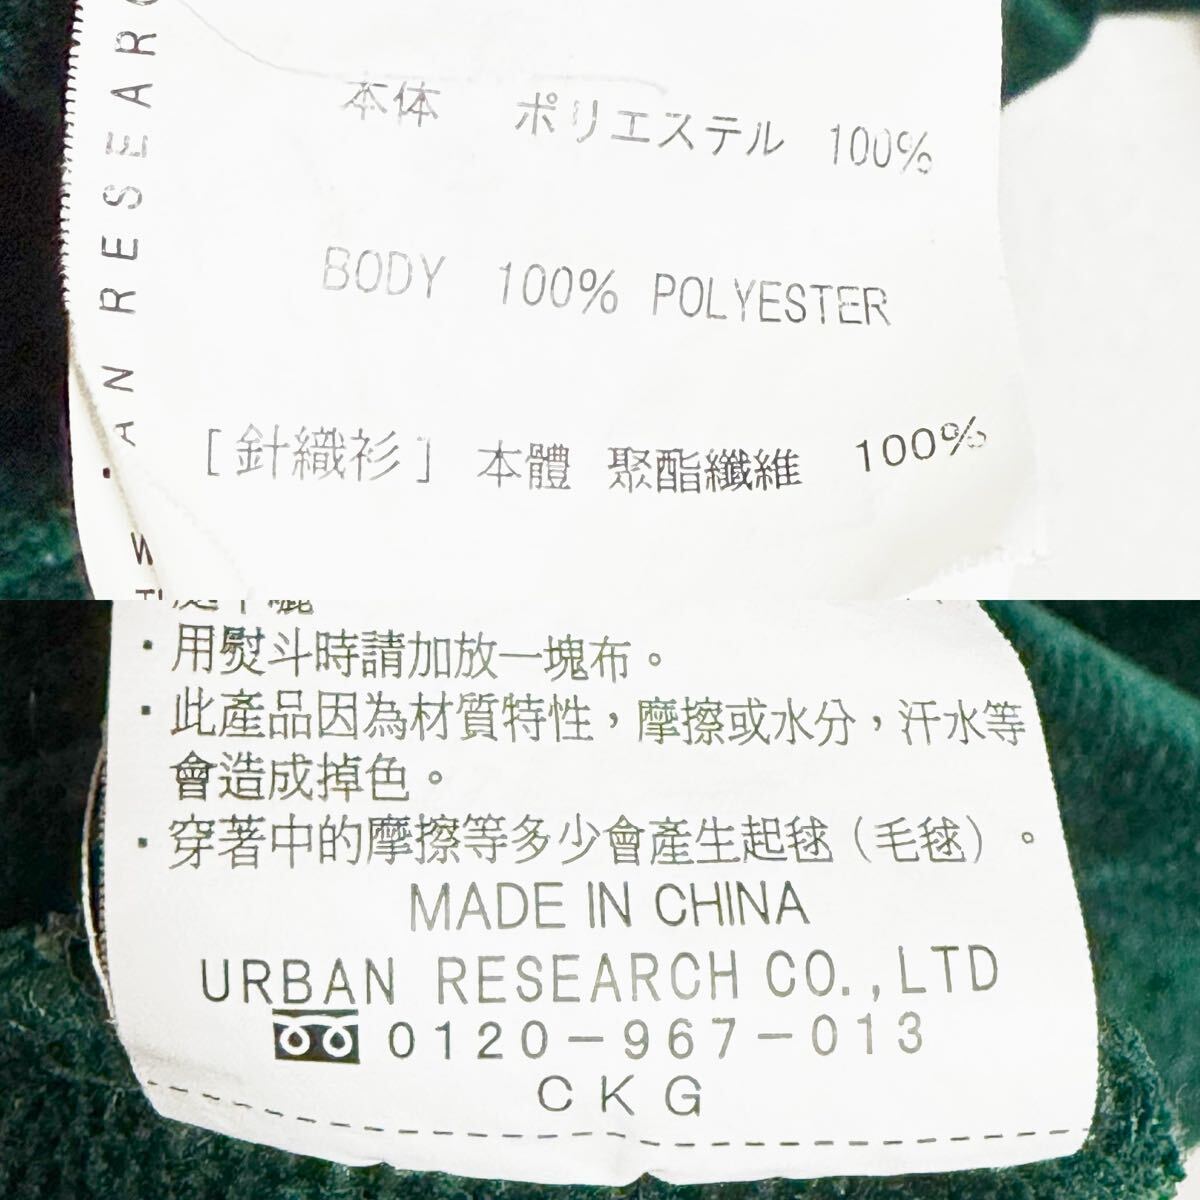 AN RESEARC
本体　ポリエステル 100%
BODY 100% POLYESTER
[針織衫] 本體 聚酯纖維 100%
・用熨斗時請加放一塊布。
・此產品因為材質特性，摩擦或水分，汗水等
會造成掉色。
・穿著中的摩擦等多少會產生起毬（毛毬）。
MADE IN CHINA
URBAN RESEARCH CO.,LTD
0120-967-013
CKG